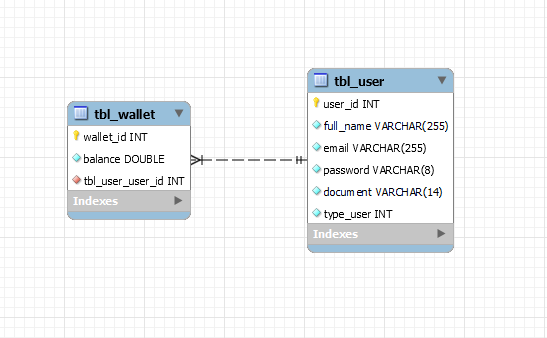 tbl_wallet
wallet_id INT
balance DOUBLE
tbl_user_user_id INT
Indexes
tbl_user
user_id INT
full_name VARCHAR(255)
email VARCHAR(255)
password VARCHAR(8)
document VARCHAR(14)
type_user INT
Indexes